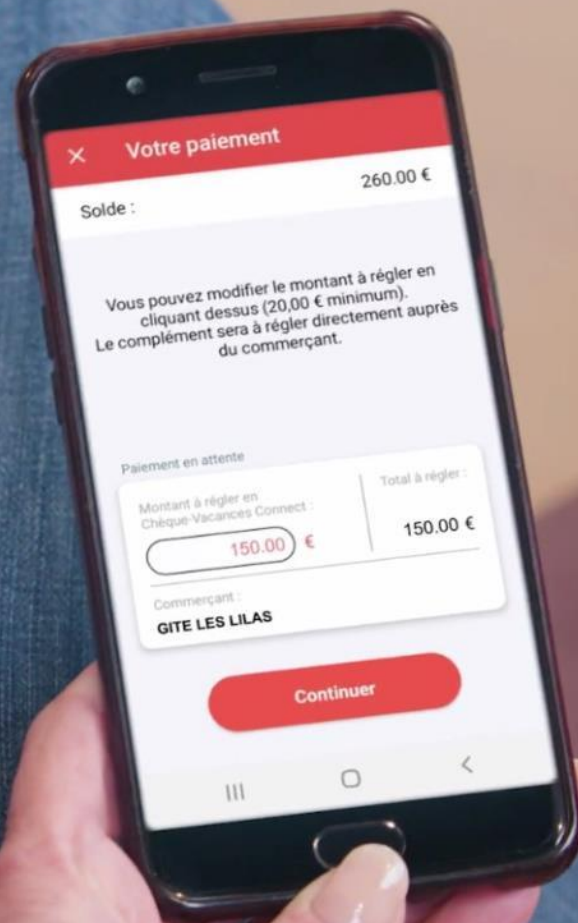 Votre paiement
Solde :
260.00 €
Vous pouvez modifier le montant à régler en
cliquant dessus (20,00 € minimum).
Le complément sera à régler directement auprès
du commerçant.
Paiement en attente
Montant à régler en
Chèque-Vacances Connect :
150.00 €
Total à régler :
150.00 €
Commerçant :
GITE LES LILAS
Continuer